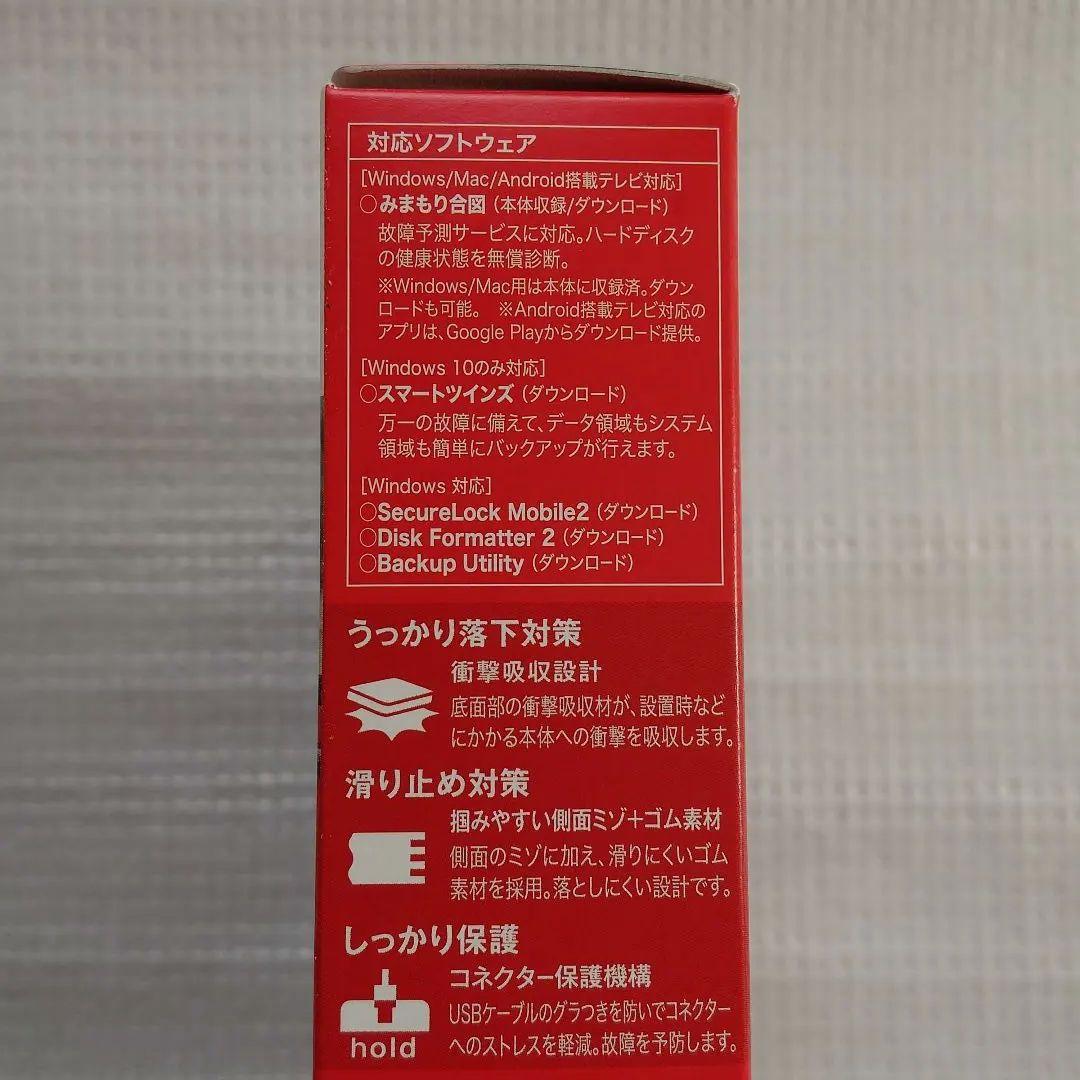 対応ソフトウェア
[Windows/Mac/Android搭載テレビ対応]
○みまもり合図(本体収録/ダウンロード)
故障予測サービスに対応。ハードディスク
の健康状態を無償診断。
※Windows/Mac用は本体に収録済。ダウン
ロードも可能。 ※Android搭載テレビ対応の
アプリは、Google Playからダウンロード提供。
[Windows 10のみ対応]
○スマートツインズ(ダウンロード)
万一の故障に備えて、データ領域もシステム
領域も簡単にバックアップが行えます。
[Windows 対応]
○SecureLock Mobile2(ダウンロード)
○Disk Formatter 2(ダウンロード)
○Backup Utility(ダウンロード)
うっかり落下対策
衝撃吸収設計
底面部の衝撃吸収材が、設置時など
にかかる本体への衝撃を吸収します。
滑り止め対策
掴みやすい側面ミゾ+ゴム素材
側面のミゾに加え、滑りにくいゴム
素材を採用。落としにくい設計です。
しっかり保護
コネクター保護機構
USBケーブルのグラつきを防いでコネクター
へのストレスを軽減。故障を予防します。
hold